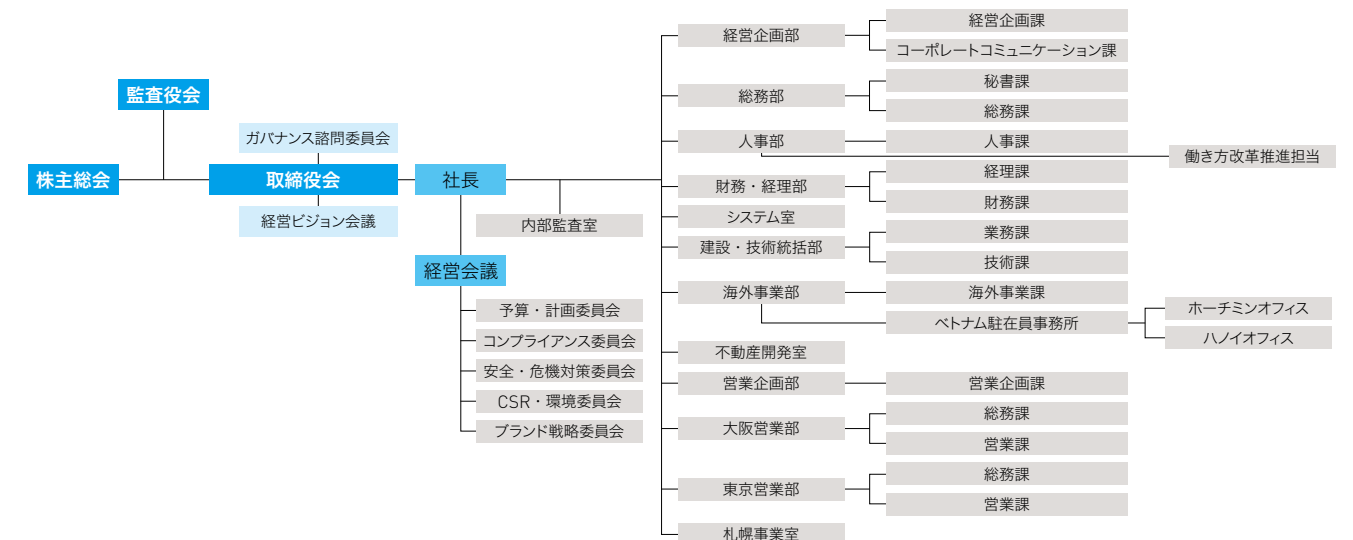 監査役会
株主総会
ガバナンス諮問委員会
取締役会
経営ビジョン会議
社長
内部監査室
経営会議
予算・計画委員会
コンプライアンス委員会
安全・危機対策委員会
CSR・環境委員会
ブランド戦略委員会
経営企画部
経営企画課
コーポレートコミュニケーション課
総務部
秘書課
総務課
人事部
人事課
働き方改革推進担当
財務・経理部
経理課
財務課
システム室
建設・技術統括部
業務課
技術課
海外事業部
海外事業課
ベトナム駐在員事務所
ホーチミンオフィス
ハノイオフィス
不動産開発室
営業企画部
営業企画課
大阪営業部
総務課
営業課
東京営業部
総務課
営業課
札幌事業室